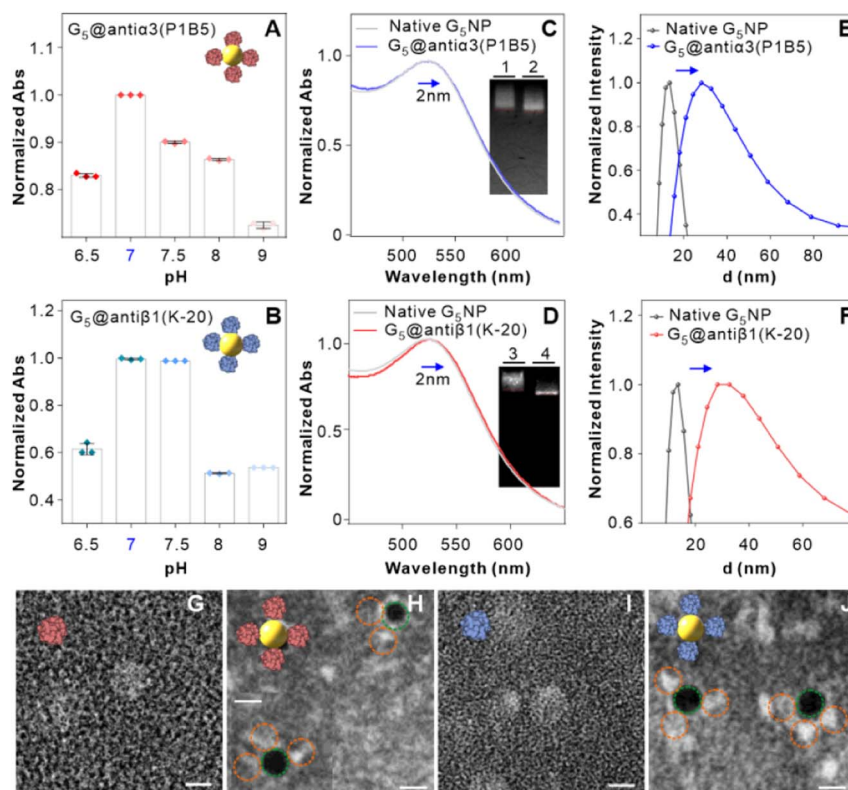 G₅@antiα3(P1B5)
A
Normalized Abs
1.1
1.0
0.9
0.8
6.5
7
7.5
8
9
pH
C
Native G₅NP
G₅@antiα3(P1B5)
Normalized Abs
1.0
0.5
0
2nm
1 2
500 550 600
Wavelength (nm)
E
Native G₅NP
G₅@antiα3(P1B5)
Normalized Intensity
1.0
0.8
0.6
0.4
20 40 60 80
d (nm)
G₅@antiβ1(K-20)
B
Normalized Abs
1.2
1.0
0.8
0.6
0.4
6.5
7
7.5
8
9
pH
D
Native G₅NP
G₅@antiβ1(K-20)
Normalized Abs
1.0
0.5
0
2nm
3 4
500 550 600
Wavelength (nm)
F
Native G₅NP
G₅@antiβ1(K-20)
Normalized Intensity
1.2
1.0
0.8
0.6
20 40 60
d (nm)
G
H
I
J